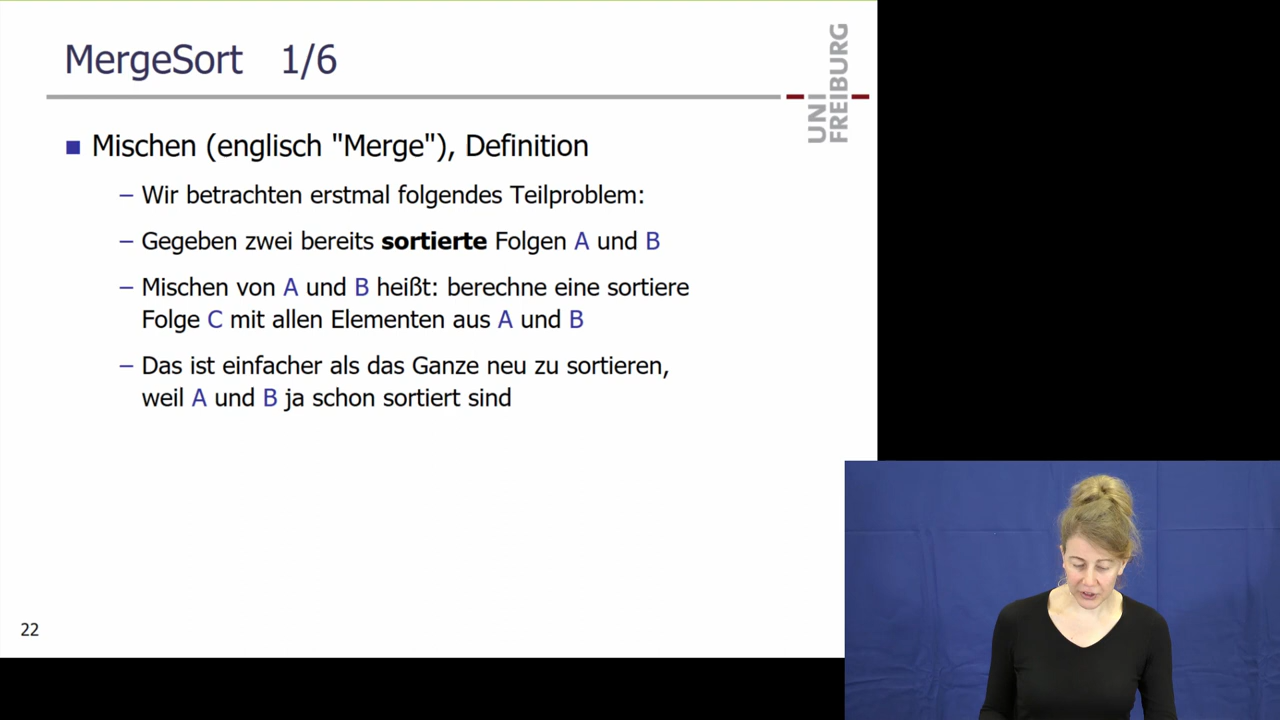 MergeSort 1/6
UNI
FREIBURG
Mischen (englisch "Merge"), Definition
– Wir betrachten erstmal folgendes Teilproblem:
– Gegeben zwei bereits sortierte Folgen A und B
– Mischen von A und B heißt: berechne eine sortiere
Folge C mit allen Elementen aus A und B
– Das ist einfacher als das Ganze neu zu sortieren,
weil A und B ja schon sortiert sind
22